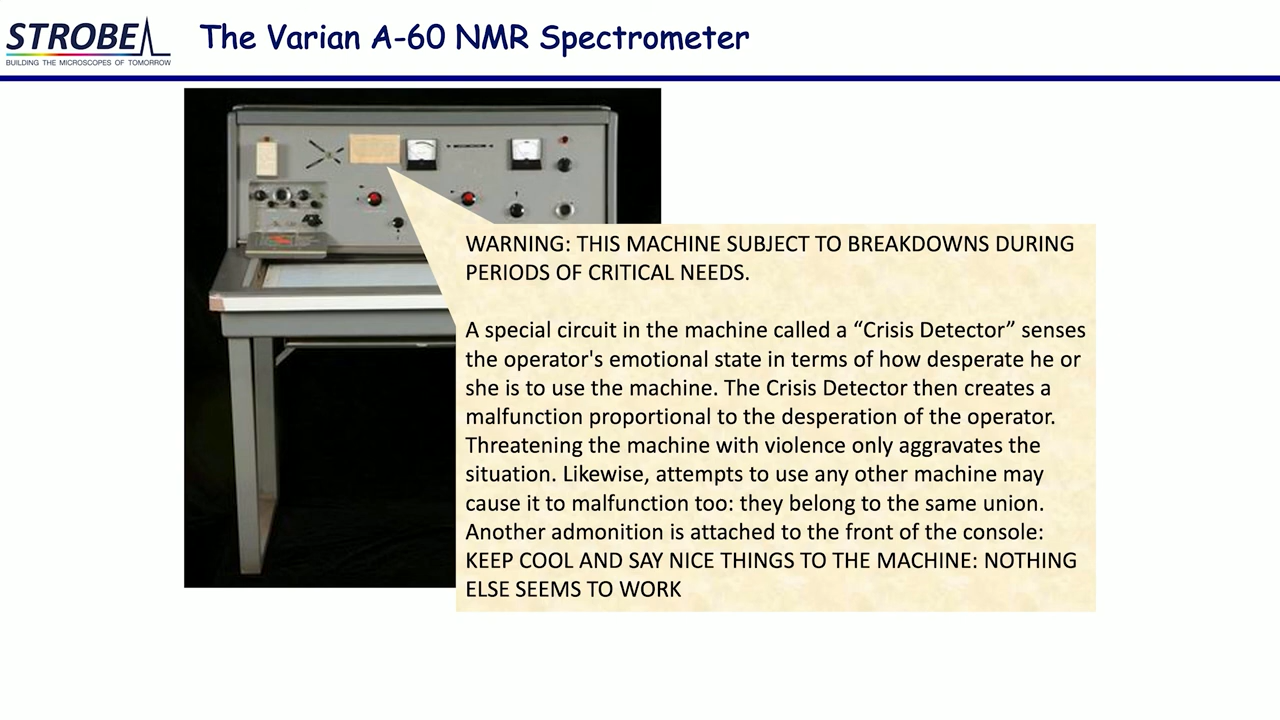 STROBE
BUILDING THE MICROSCOPES OF TOMORROW
The Varian A-60 NMR Spectrometer
WARNING: THIS MACHINE SUBJECT TO BREAKDOWNS DURING
PERIODS OF CRITICAL NEEDS.
A special circuit in the machine called a “Crisis Detector” senses
the operator's emotional state in terms of how desperate he or
she is to use the machine. The Crisis Detector then creates a
malfunction proportional to the desperation of the operator.
Threatening the machine with violence only aggravates the
situation. Likewise, attempts to use any other machine may
cause it to malfunction too: they belong to the same union.
Another admonition is attached to the front of the console:
KEEP COOL AND SAY NICE THINGS TO THE MACHINE: NOTHING
ELSE SEEMS TO WORK